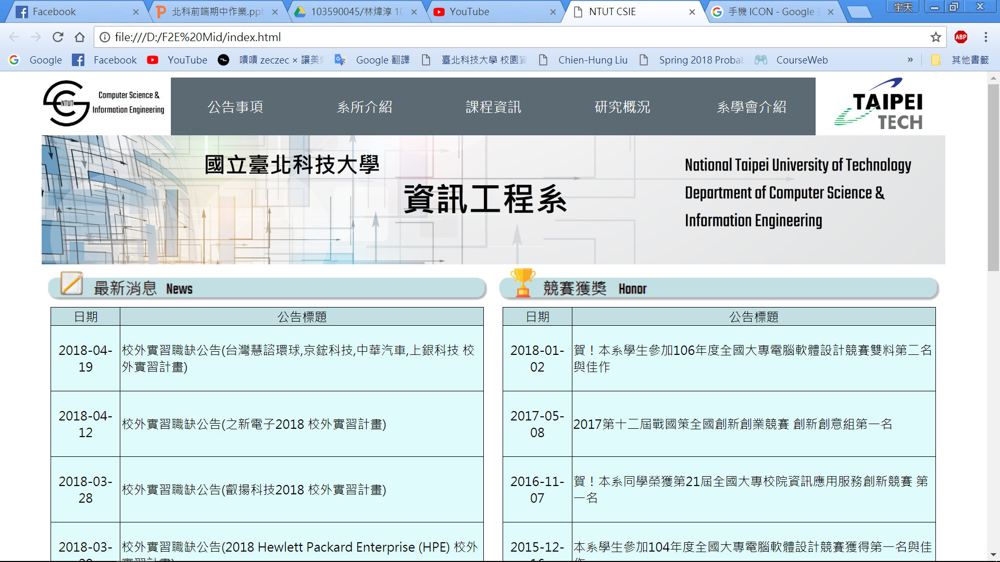 Facebook
北科前端期中作業.ppt
103590045/林煒淳 10
YouTube
NTUT CSIE
手機 ICON - Google
宇天
file:///D:/F2E%20Mid/index.html
ABP
Google
Facebook
YouTube
嘖嘖 zeczec × 讓美
Google 翻譯
臺北科技大學 校園資
Chien-Hung Liu
Spring 2018 Probab
CourseWeb
»
其他書籤
NTUT
Computer Science &
Information Engineering
公告事項
系所介紹
課程資訊
研究概況
系學會介紹
TAIPEI
TECH
國立臺北科技大學
資訊工程系
National Taipei University of Technology
Department of Computer Science &
Information Engineering
最新消息 News
日期 公告標題
2018-04-
19
校外實習職缺公告(台灣慧諮環球,京鋐科技,中華汽車,上銀科技 校
外實習計畫)
2018-04-
12
校外實習職缺公告(之新電子2018 校外實習計畫)
2018-03-
28
校外實習職缺公告(叡揚科技2018 校外實習計畫)
2018-03-
校外實習職缺公告(2018 Hewlett Packard Enterprise (HPE) 校外
實習計畫)
競賽獲獎 Honor
日期 公告標題
2018-01-
02
賀！本系學生參加106年度全國大專電腦軟體設計競賽雙料第二名
與佳作
2017-05-
08
2017第十二屆戰國策全國創新創業競賽 創新創意組第一名
2016-11-
07
賀！本系同學榮獲第21屆全國大專校院資訊應用服務創新競賽 第
一名
2015-12-
16
本系學生參加104年度全國大專電腦軟體設計競賽獲得第一名與佳
作